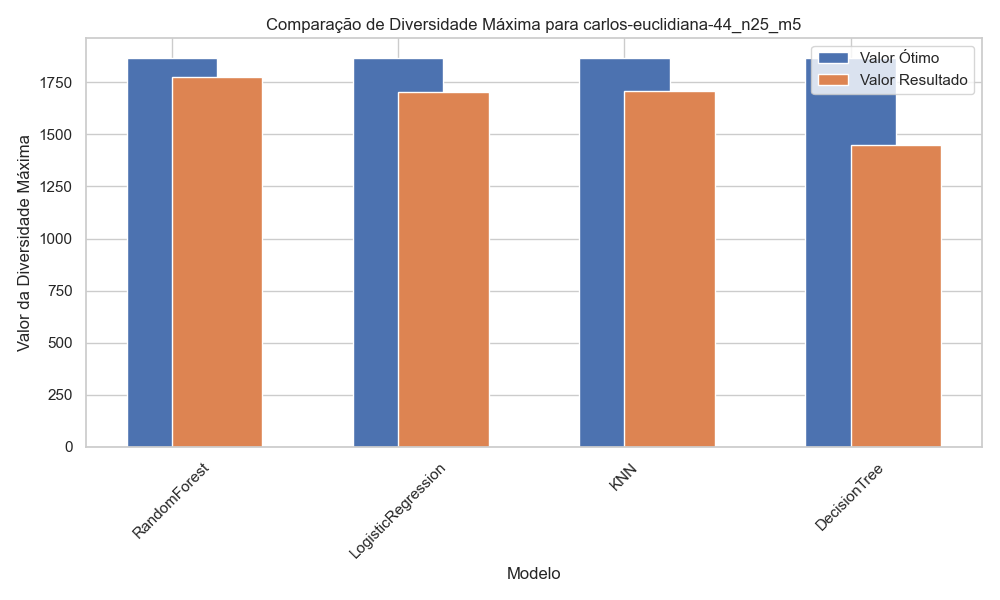 Comparação de Diversidade Máxima para carlos-euclidiana-44_n25_m5
Valor Ótimo
Valor Resultado
Valor da Diversidade Máxima
1750
1500
1250
1000
750
500
250
0
RandomForest
LogisticRegression
KNN
DecisionTree
Modelo